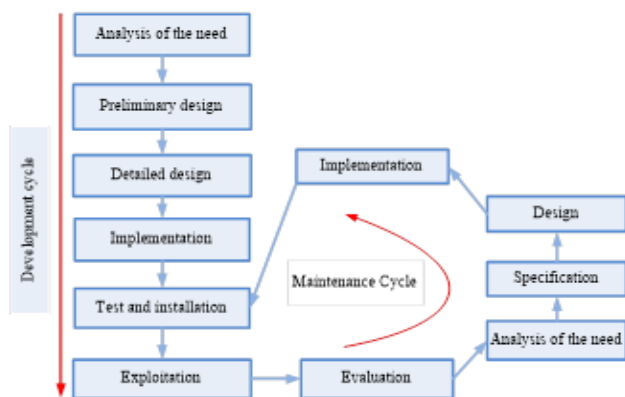 Analysis of the need
Preliminary design
Detailed design
Implementation
Test and installation
Exploitation
Development cycle
Implementation
Maintenance Cycle
Evaluation
Design
Specification
Analysis of the need